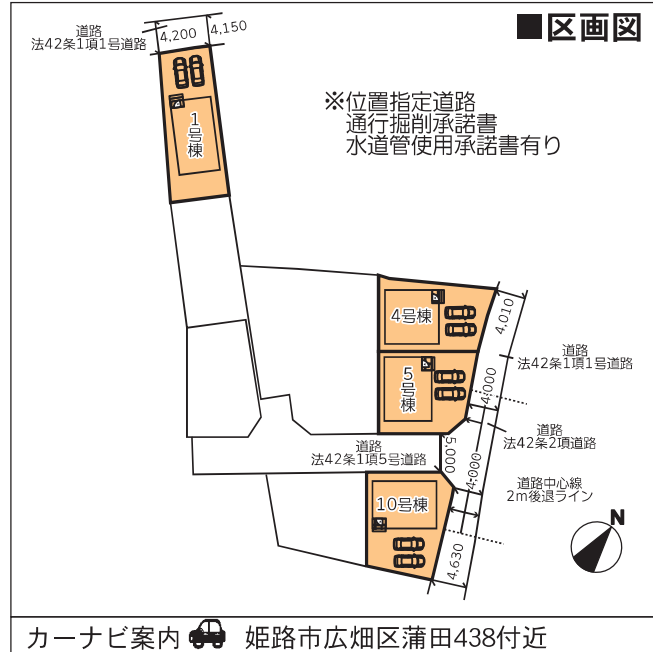 ■区画図
道路
法42条1項1号道路
4,200
4,150
※位置指定道路
通行掘削承諾書
水道管使用承諾書有り
1号棟
4号棟
4,010
5号棟
道路
法42条1項1号道路
4,000
道路
法42条2項道路
道路
法42条1項5号道路
5,000
4,000
道路中心線
2m後退ライン
10号棟
4,630
N
カーナビ案内 姫路市広畑区蒲田438付近